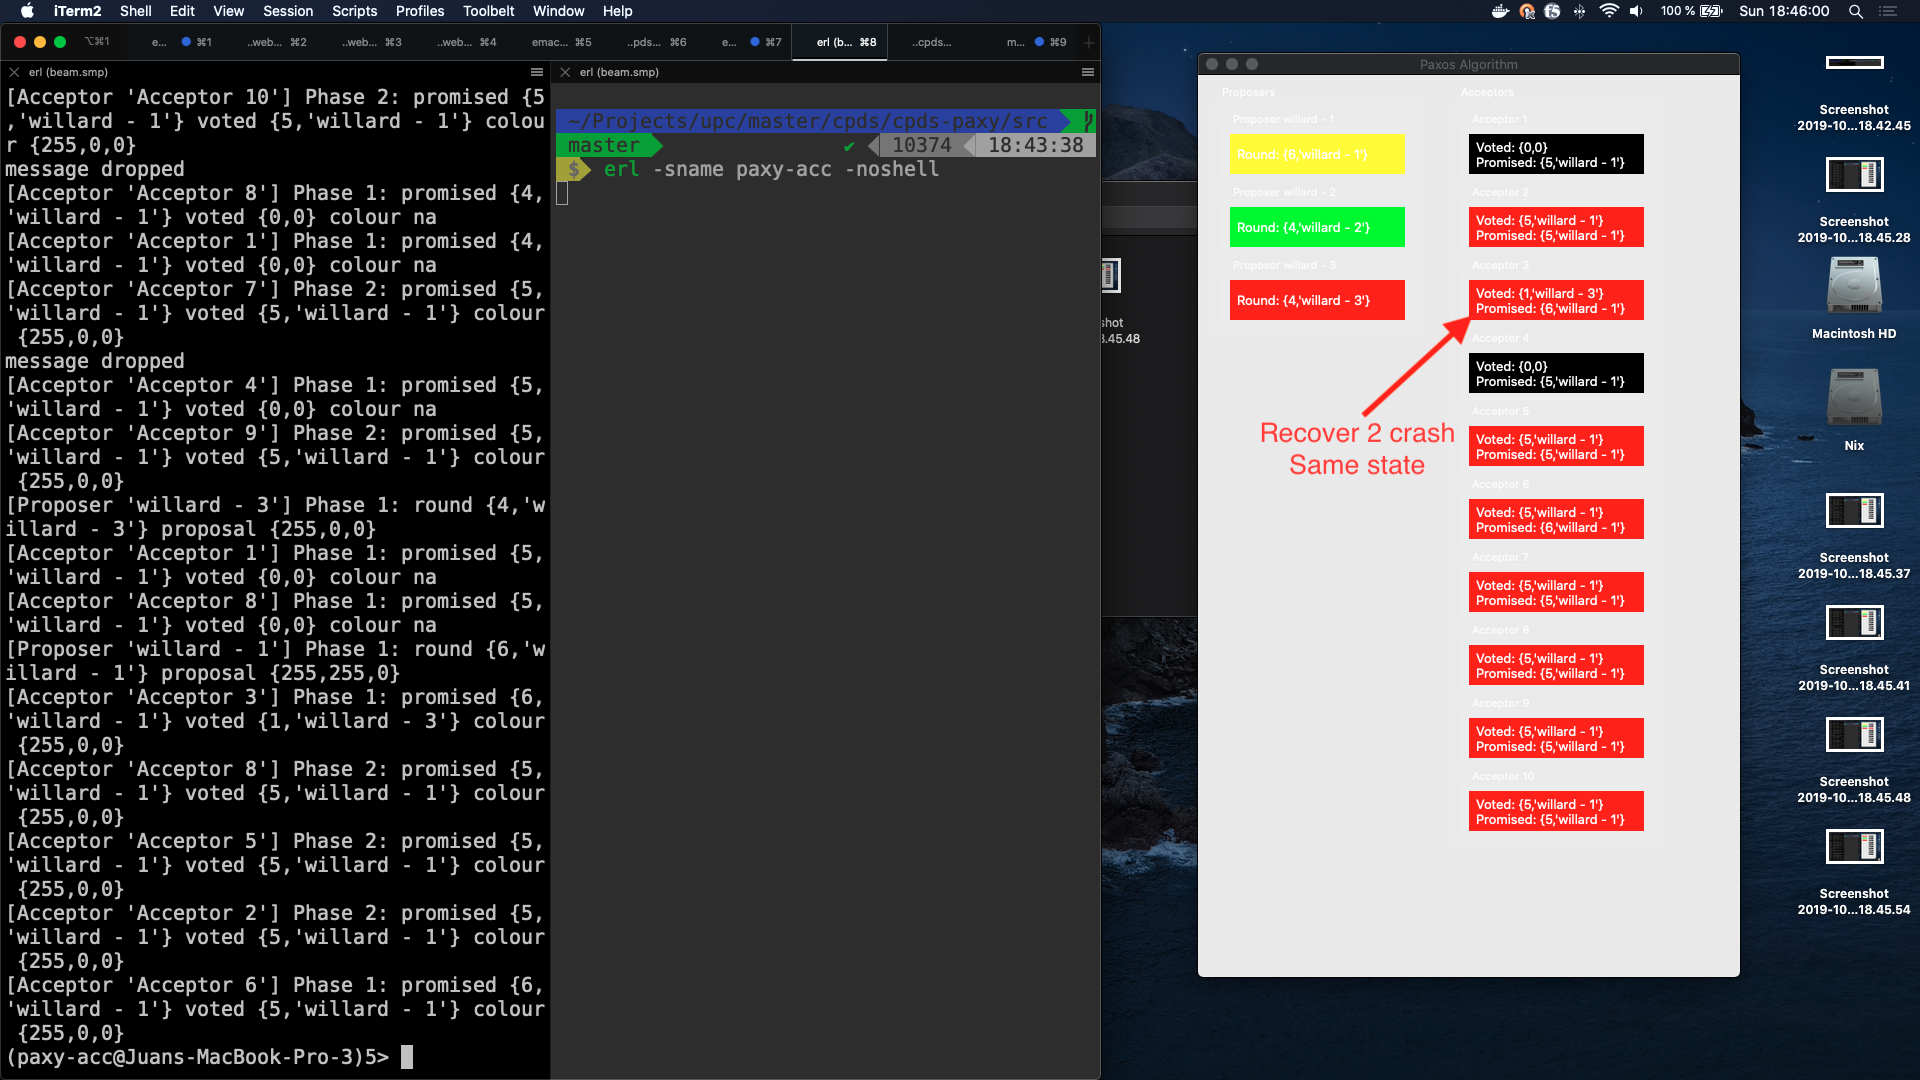 iTerm2 Shell Edit View Session Scripts Profiles Toolbelt Window Help 100 % Sun 18:46:00
⌥⌘1 e... ⌘1 ..web... ⌘2 ..web... ⌘3 ..web... ⌘4 emac... ⌘5 ..pds... ⌘6 e... ⌘7 erl (b... ⌘8 ..cpds... m... ⌘9
erl (beam.smp)
[Acceptor 'Acceptor 10'] Phase 2: promised {5
,'willard - 1'} voted {5,'willard - 1'} colou
r {255,0,0}
message dropped
[Acceptor 'Acceptor 8'] Phase 1: promised {4,
'willard - 1'} voted {0,0} colour na
[Acceptor 'Acceptor 1'] Phase 1: promised {4,
'willard - 1'} voted {0,0} colour na
[Acceptor 'Acceptor 7'] Phase 2: promised {5,
'willard - 1'} voted {5,'willard - 1'} colour
{255,0,0}
message dropped
[Acceptor 'Acceptor 4'] Phase 1: promised {5,
'willard - 1'} voted {0,0} colour na
[Acceptor 'Acceptor 9'] Phase 2: promised {5,
'willard - 1'} voted {5,'willard - 1'} colour
{255,0,0}
[Proposer 'willard - 3'] Phase 1: round {4,'w
illard - 3'} proposal {255,0,0}
[Acceptor 'Acceptor 1'] Phase 1: promised {5,
'willard - 1'} voted {0,0} colour na
[Acceptor 'Acceptor 8'] Phase 1: promised {5,
'willard - 1'} voted {0,0} colour na
[Proposer 'willard - 1'] Phase 1: round {6,'w
illard - 1'} proposal {255,255,0}
[Acceptor 'Acceptor 3'] Phase 1: promised {6,
'willard - 1'} voted {1,'willard - 3'} colour
{255,0,0}
[Acceptor 'Acceptor 8'] Phase 2: promised {5,
'willard - 1'} voted {5,'willard - 1'} colour
{255,0,0}
[Acceptor 'Acceptor 5'] Phase 2: promised {5,
'willard - 1'} voted {5,'willard - 1'} colour
{255,0,0}
[Acceptor 'Acceptor 2'] Phase 2: promised {5,
'willard - 1'} voted {5,'willard - 1'} colour
{255,0,0}
[Acceptor 'Acceptor 6'] Phase 1: promised {6,
'willard - 1'} voted {5,'willard - 1'} colour
{255,0,0}
(paxy-acc@Juans-MacBook-Pro-3)5>
erl (beam.smp)
~/Projects/upc/master/cpds/cpds-paxy/src
master ✔ 10374 18:43:38
$ erl -sname paxy-acc -noshell
shot
3.45.48
Paxos Algorithm
Proposers
Proposer willard - 1
Round: {6,'willard - 1'}
Proposer willard - 2
Round: {4,'willard - 2'}
Proposer willard - 3
Round: {4,'willard - 3'}
Recover 2 crash
Same state
Acceptors
Acceptor 1
Voted: {0,0}
Promised: {5,'willard - 1'}
Acceptor 2
Voted: {5,'willard - 1'}
Promised: {5,'willard - 1'}
Acceptor 3
Voted: {1,'willard - 3'}
Promised: {6,'willard - 1'}
Acceptor 4
Voted: {0,0}
Promised: {5,'willard - 1'}
Acceptor 5
Voted: {5,'willard - 1'}
Promised: {5,'willard - 1'}
Acceptor 6
Voted: {5,'willard - 1'}
Promised: {6,'willard - 1'}
Acceptor 7
Voted: {5,'willard - 1'}
Promised: {5,'willard - 1'}
Acceptor 8
Voted: {5,'willard - 1'}
Promised: {5,'willard - 1'}
Acceptor 9
Voted: {5,'willard - 1'}
Promised: {5,'willard - 1'}
Acceptor 10
Voted: {5,'willard - 1'}
Promised: {5,'willard - 1'}
Screenshot
2019-10...18.42.45
Screenshot
2019-10...18.45.28
Macintosh HD
Nix
Screenshot
2019-10...18.45.37
Screenshot
2019-10...18.45.41
Screenshot
2019-10...18.45.48
Screenshot
2019-10...18.45.54